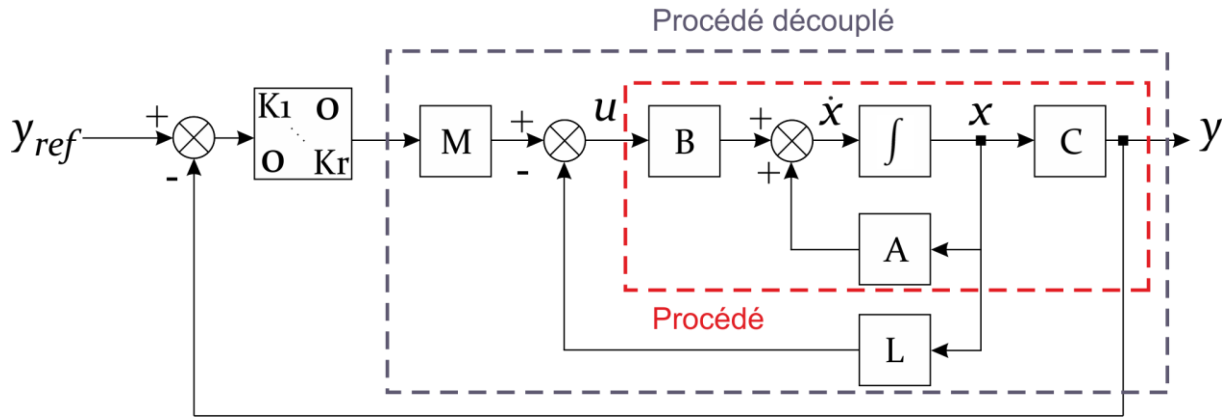 Procédé découplé
y_ref
+
-
K1 O
⋱
O Kr
M
+
-
u
B
+
+
ẋ
∫
x
C
y
A
Procédé
L